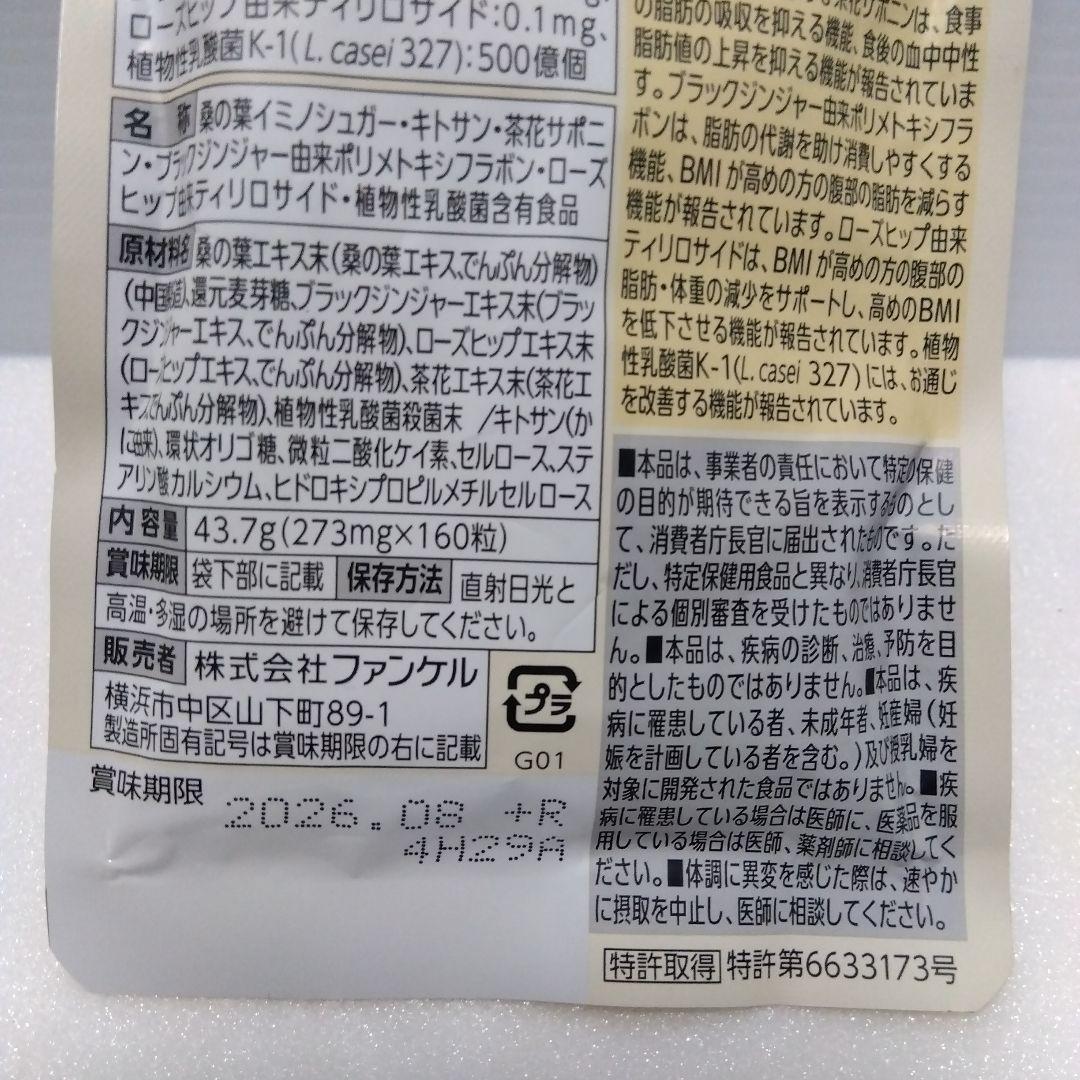 ローズヒップ由来ティリロサイド:0.1mg、
植物性乳酸菌K-1(L. casei 327):500億個
名称 桑の葉イミノシュガー・キトサン・茶花サポニ
ン・ブラックジンジャー由来ポリメトキシフラボン・ローズ
ヒップ由来ティリロサイド・植物性乳酸菌含有食品
原材料名 桑の葉エキス末(桑の葉エキス、でんぷん分解物)
(中国製造)、還元麦芽糖、ブラックジンジャーエキス末(ブラッ
クジンジャーエキス、でんぷん分解物)、ローズヒップエキス末
(ローズヒップエキス、でんぷん分解物)、茶花エキス末(茶花エ
キス、でんぷん分解物)、植物性乳酸菌殺菌末 /キトサン(か
に由来)、環状オリゴ糖、微粒二酸化ケイ素、セルロース、ステ
アリン酸カルシウム、ヒドロキシプロピルメチルセルロース
内容量 43.7g(273mg×160粒)
賞味期限 袋下部に記載 保存方法 直射日光と
高温・多湿の場所を避けて保存してください。
販売者 株式会社ファンケル
横浜市中区山下町89-1
製造所固有記号は賞味期限の右に記載
プラ
G01
賞味期限 2026.08 +R
4H29A
茶花サポニンは、食事
の脂肪の吸収を抑える機能、食後の血中中性
脂肪値の上昇を抑える機能が報告されていま
す。ブラックジンジャー由来ポリメトキシフラ
ボンは、脂肪の代謝を助け消費しやすくする
機能、BMIが高めの方の腹部の脂肪を減らす
機能が報告されています。ローズヒップ由来
ティリロサイドは、BMIが高めの方の腹部の
脂肪・体重の減少をサポートし、高めのBMI
を低下させる機能が報告されています。植物
性乳酸菌K-1(L. casei 327)には、お通じ
を改善する機能が報告されています。
■本品は、事業者の責任において特定の保健
の目的が期待できる旨を表示するものとし
て、消費者庁長官に届出されたものです。た
だし、特定保健用食品と異なり、消費者庁長官
による個別審査を受けたものではありませ
ん。■本品は、疾病の診断、治療、予防を目
的としたものではありません。■本品は、疾
病に罹患している者、未成年者、妊産婦(妊
娠を計画している者を含む。)及び授乳婦を
対象に開発された食品ではありません。■疾
病に罹患している場合は医師に、医薬品を服
用している場合は医師、薬剤師に相談してく
ださい。■体調に異変を感じた際は、速やか
に摂取を中止し、医師に相談してください。
特許取得 特許第6633173号